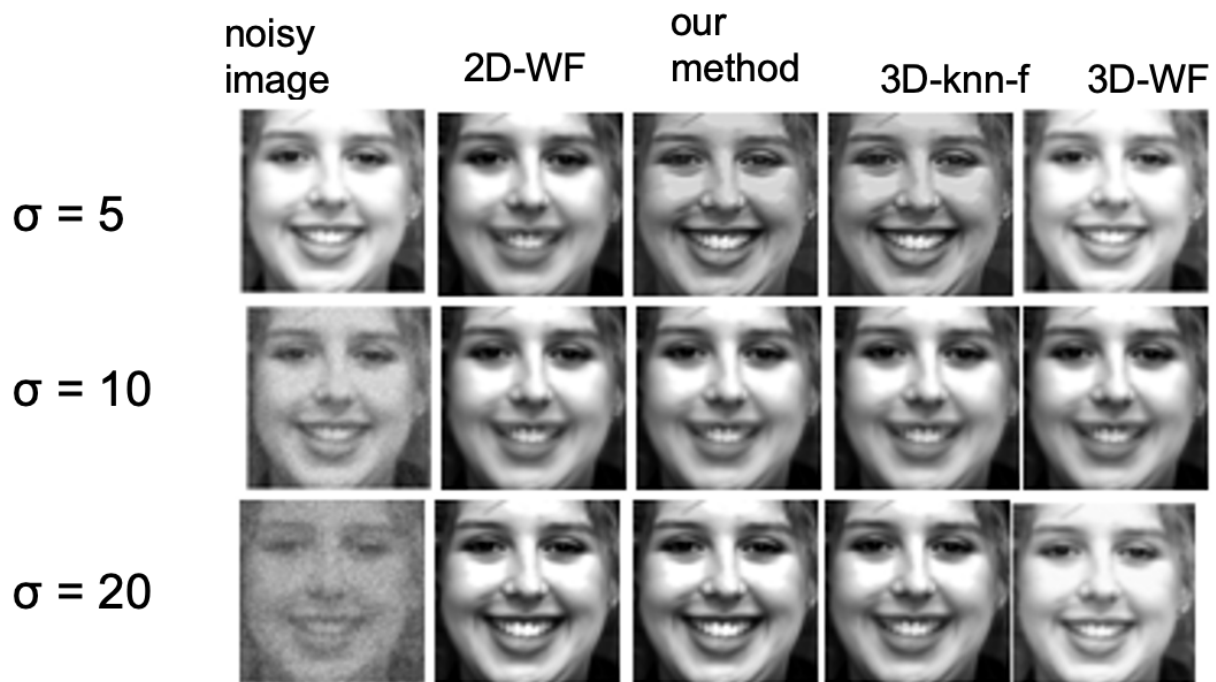 noisy
image
2D-WF
our
method
3D-knn-f
3D-WF
σ = 5
σ = 10
σ = 20